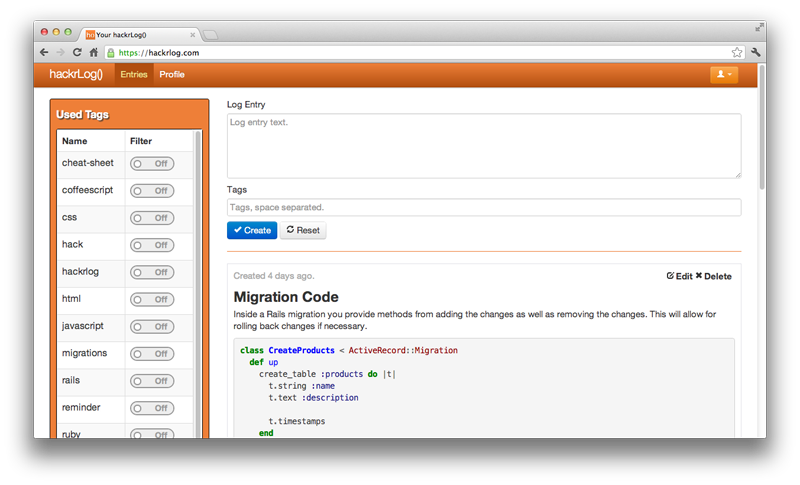 Your hackrLog()
https://hackrlog.com
hackrLog() Entries Profile
Used Tags
Name Filter
cheat-sheet Off
coffeescript Off
css Off
hack Off
hackrlog Off
html Off
javascript Off
migrations Off
rails Off
reminder Off
ruby Off
Log Entry
Log entry text.
Tags
Tags, space separated.
Create Reset
Created 4 days ago. Edit Delete
Migration Code
Inside a Rails migration you provide methods from adding the changes as well as removing the changes. This will allow for
rolling back changes if necessary.
class CreateProducts < ActiveRecord::Migration
def up
create_table :products do |t|
t.string :name
t.text :description
t.timestamps
end